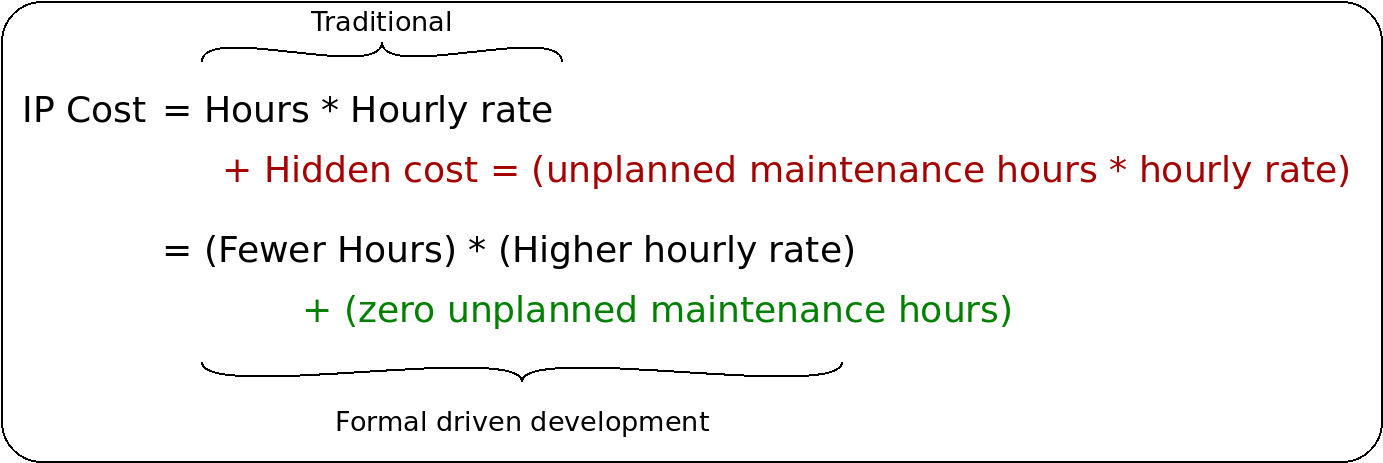 Traditional
IP Cost = Hours * Hourly rate
+ Hidden cost = (unplanned maintenance hours * hourly rate)
= (Fewer Hours) * (Higher hourly rate)
+ (zero unplanned maintenance hours)
Formal driven development